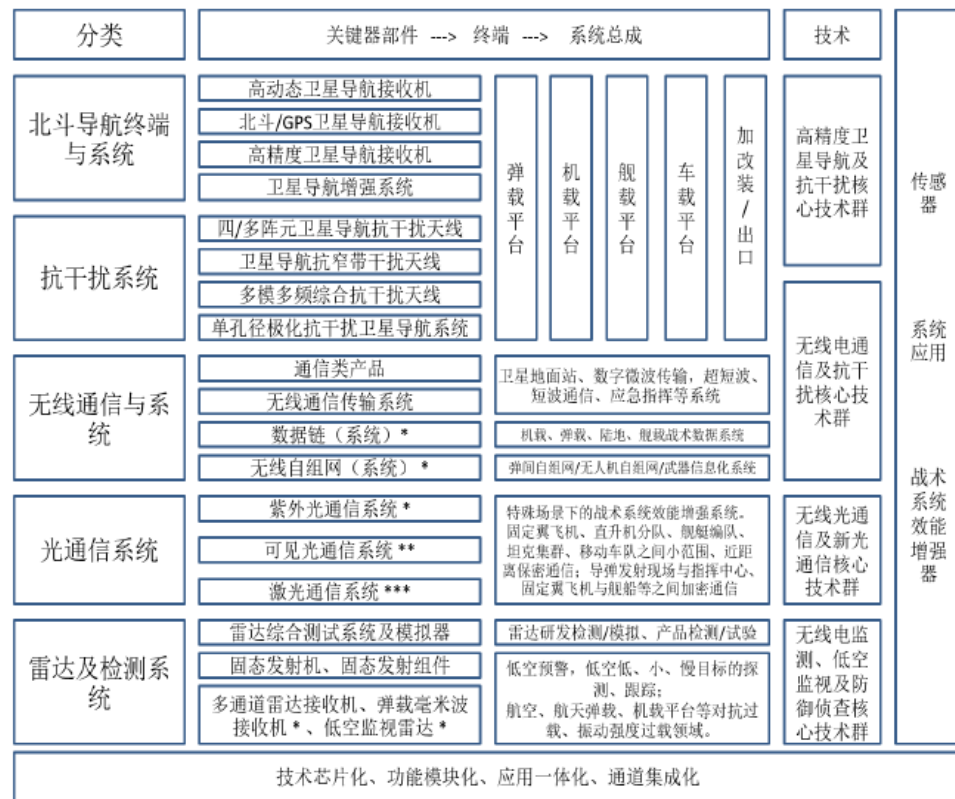 分类
关键器部件 ---> 终端 ---> 系统总成
技术
北斗导航终端
与系统
高动态卫星导航接收机
北斗/GPS卫星导航接收机
高精度卫星导航接收机
卫星导航增强系统
抗干扰系统
四/多阵元卫星导航抗干扰天线
卫星导航抗窄带干扰天线
多模多频综合抗干扰天线
单孔径极化抗干扰卫星导航系统
弹载平台
机载平台
舰载平台
车载平台
加改装/出口
高精度卫
星导航及
抗干扰核
心技术群
无线通信与系
统
通信类产品
无线通信传输系统
数据链（系统）*
无线自组网（系统）*
卫星地面站、数字微波传输，超短波、
短波通信、应急指挥等系统
机载、弹载、陆地、舰载战术数据系统
弹间自组网/无人机自组网/武器信息化系统
无线电通
信及抗干
扰核心技
术群
光通信系统
紫外光通信系统 *
可见光通信系统 **
激光通信系统 ***
特殊场景下的战术系统效能增强系统。
固定翼飞机、直升机分队、舰艇编队、
坦克集群、移动车队之间小范围、近距
离保密通信；导弹发射现场与指挥中心、
固定翼飞机与舰船等之间加密通信
无线光通
信及新光
通信核心
技术群
雷达及检测系
统
雷达综合测试系统及模拟器
固态发射机、固态发射组件
多通道雷达接收机、弹载毫米波
接收机 * 、低空监视雷达 *
雷达研发检测/模拟、产品检测/试验
低空预警，低空低、小、慢目标的探
测、跟踪；
航空、航天弹载、机载平台等对抗过
载、振动强度过载领域。
无线电监
测、低空
监视及防
御侦查核
心技术群
传感
器
系统
应用
战术
系统
效能
增强
器
技术芯片化、功能模块化、应用一体化、通道集成化